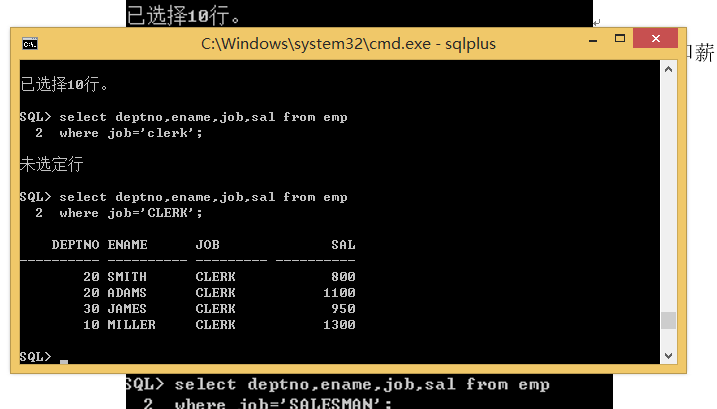 已选择10行。
C:\Windows\system32\cmd.exe - sqlplus
薪
已选择10行。
SQL> select deptno,ename,job,sal from emp
  2  where job='clerk';
未选定行
SQL> select deptno,ename,job,sal from emp
  2  where job='CLERK';
    DEPTNO ENAME      JOB              SAL
---------- ---------- --------- ----------
        20 SMITH      CLERK            800
        20 ADAMS      CLERK           1100
        30 JAMES      CLERK            950
        10 MILLER     CLERK           1300
SQL>
SQL> select deptno,ename,job,sal from emp
  2  where job='SALESMAN';